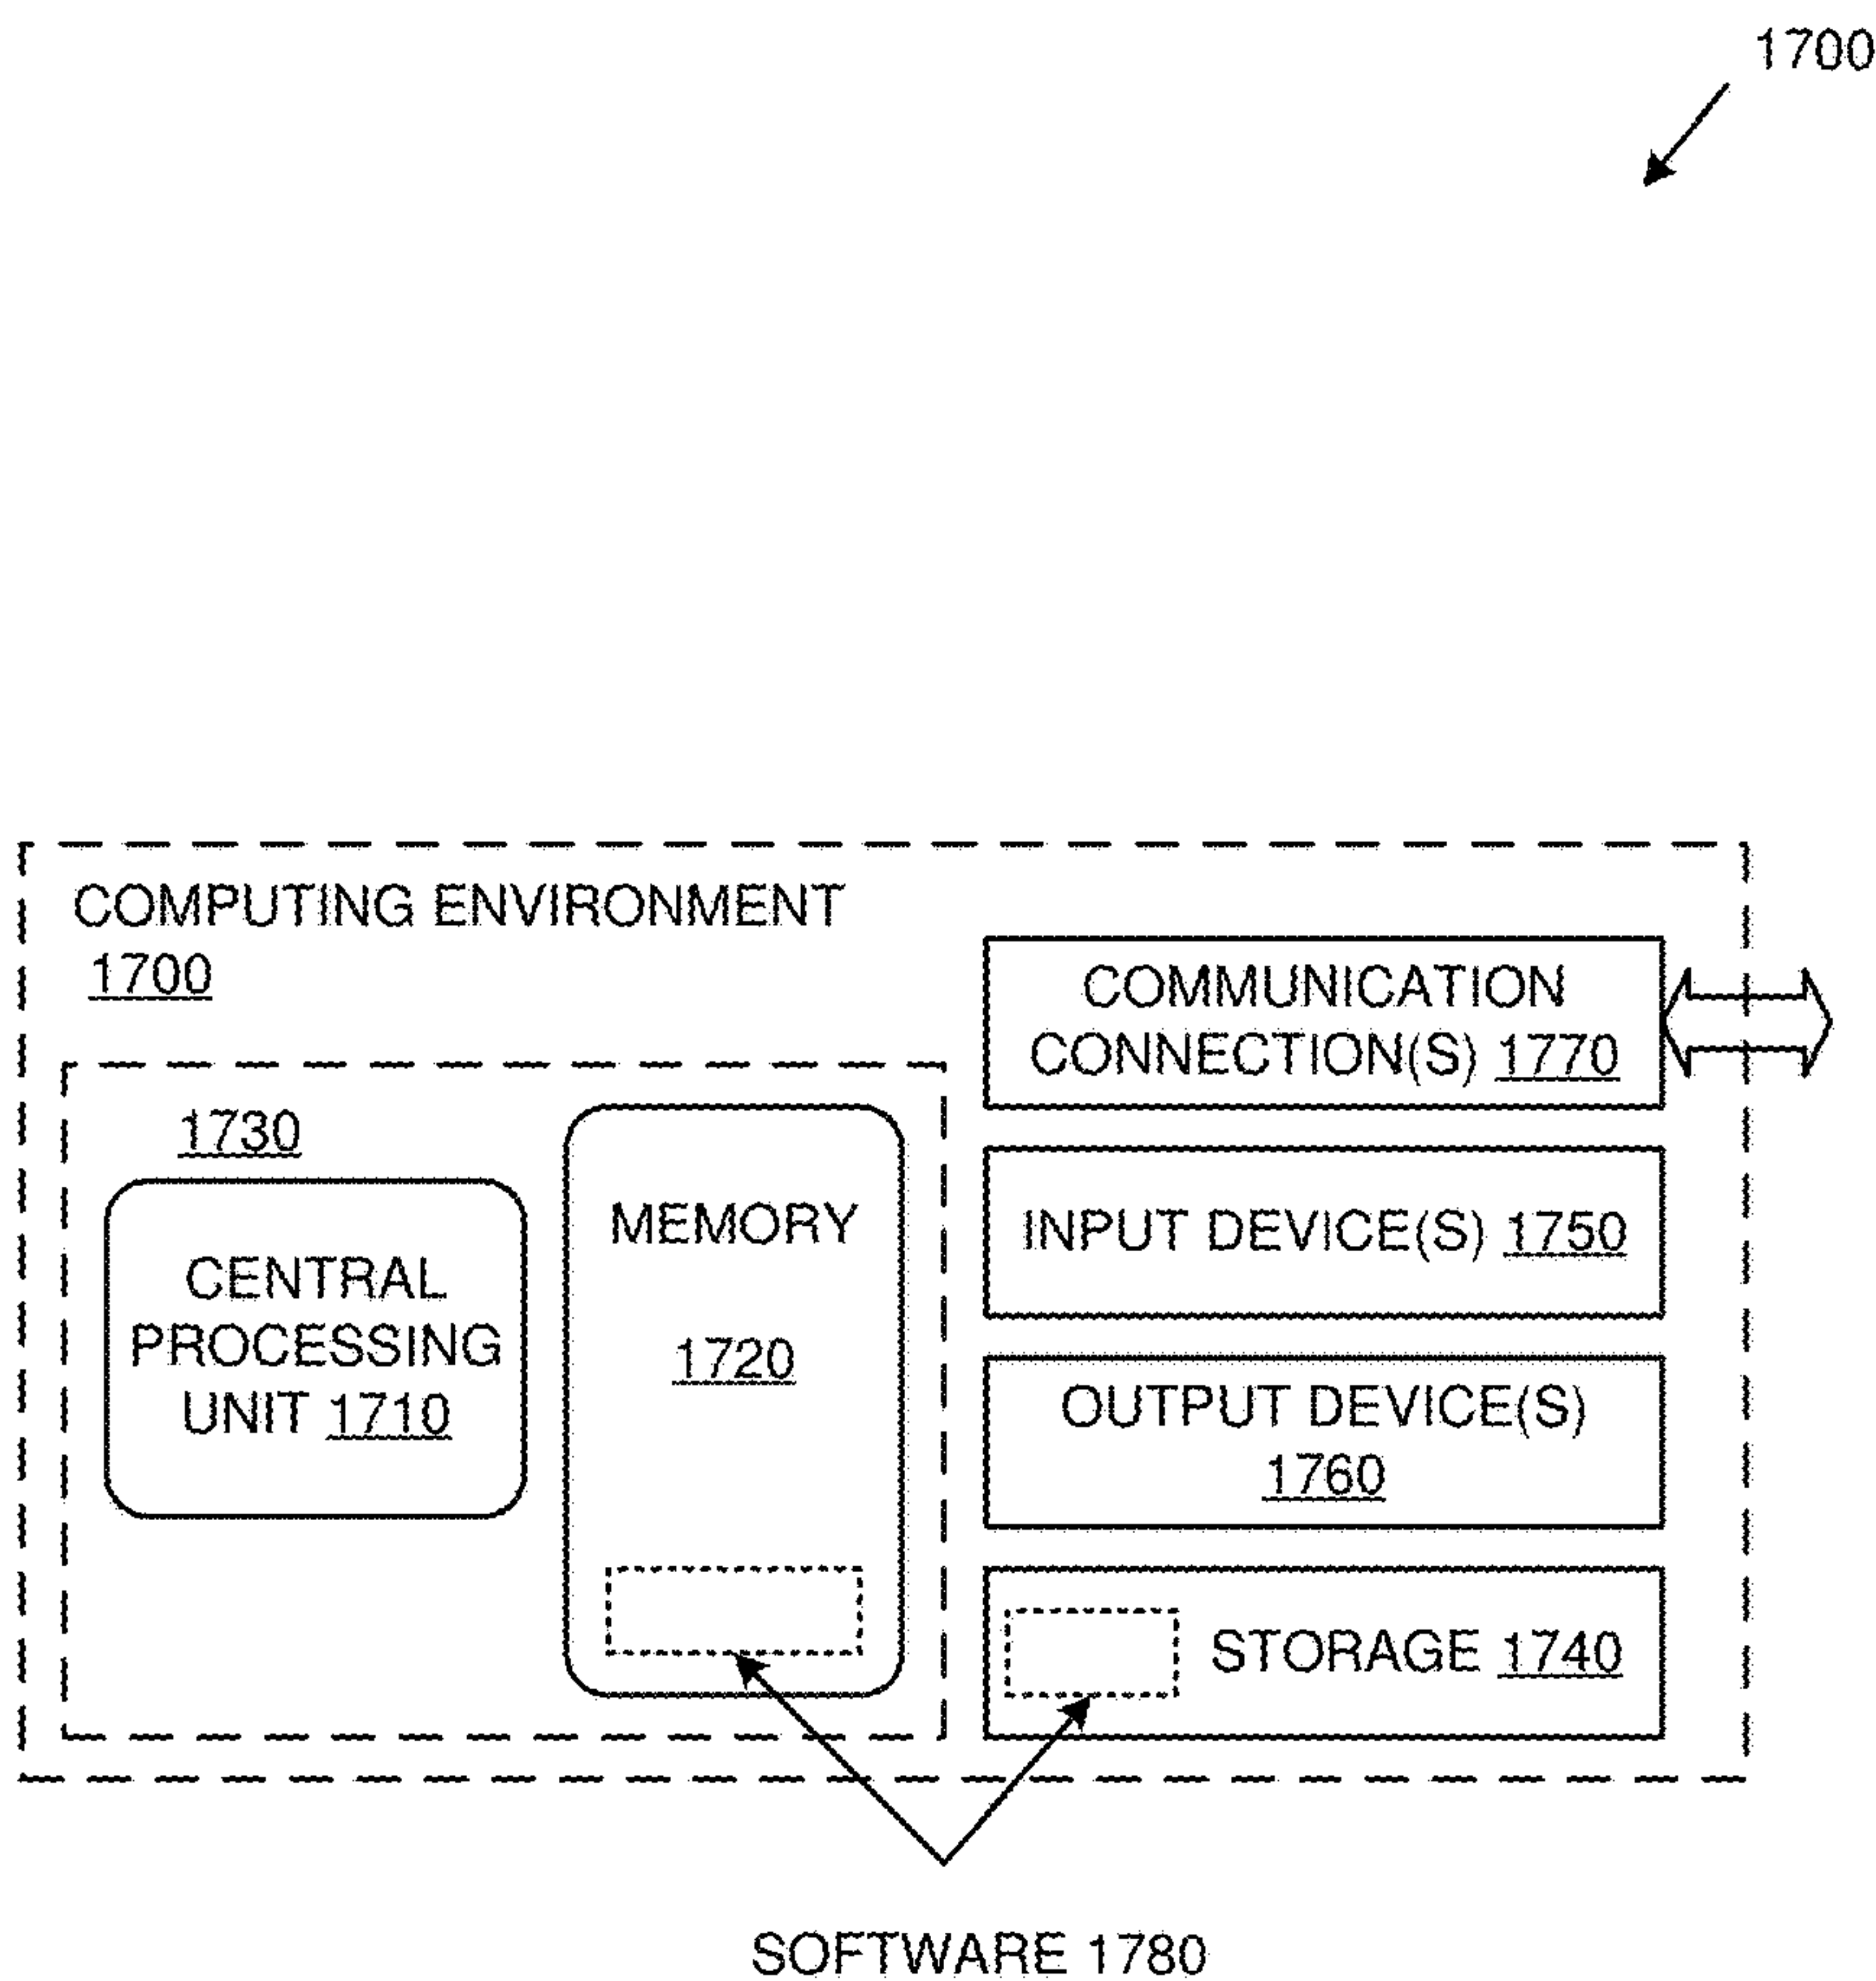 1700
COMPUTING ENVIRONMENT
1700
COMMUNICATION
CONNECTION(S) 1770
1730
CENTRAL
PROCESSING
UNIT 1710
MEMORY
1720
INPUT DEVICE(S) 1750
OUTPUT DEVICE(S)
1760
STORAGE 1740
SOFTWARE 1780